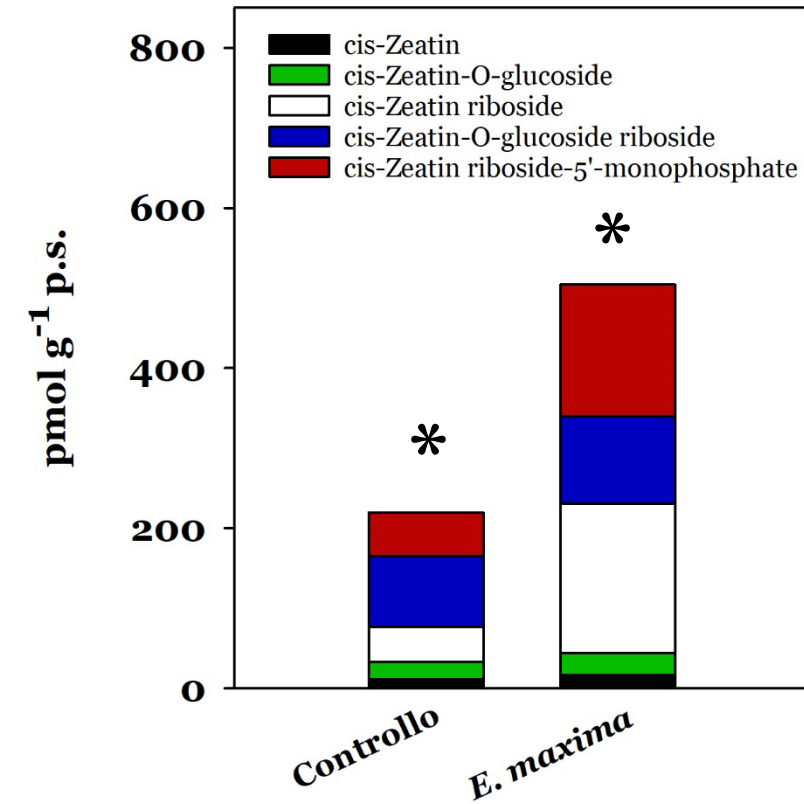 cis-Zeatin
cis-Zeatin-O-glucoside
cis-Zeatin riboside
cis-Zeatin-O-glucoside riboside
cis-Zeatin riboside-5'-monophosphate
pmol g⁻¹ p.s.
800
600
400
200
0
*
*
Controllo
E. maxima